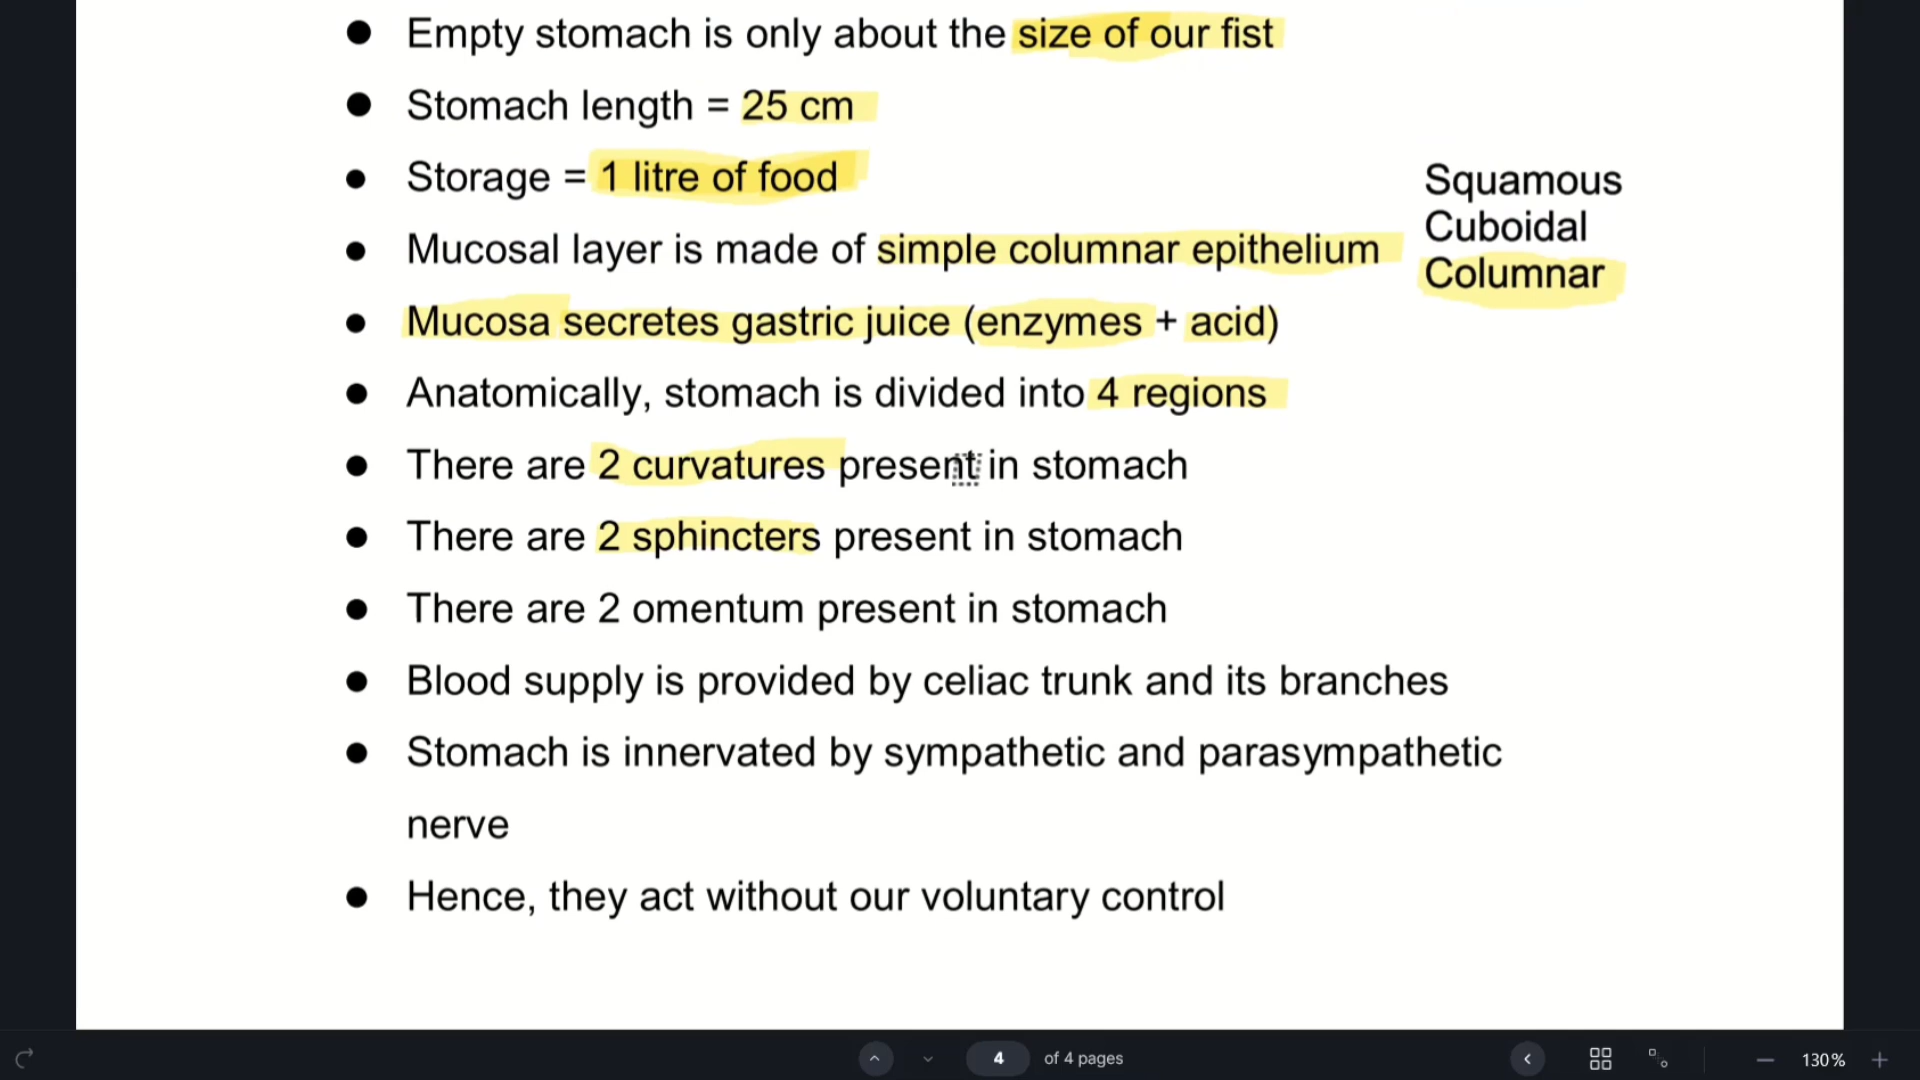 ● Empty stomach is only about the size of our fist
● Stomach length = 25 cm
● Storage = 1 litre of food
● Mucosal layer is made of simple columnar epithelium
Squamous
Cuboidal
Columnar
● Mucosa secretes gastric juice (enzymes + acid)
● Anatomically, stomach is divided into 4 regions
● There are 2 curvatures present in stomach
● There are 2 sphincters present in stomach
● There are 2 omentum present in stomach
● Blood supply is provided by celiac trunk and its branches
● Stomach is innervated by sympathetic and parasympathetic
nerve
● Hence, they act without our voluntary control
4 of 4 pages
130%